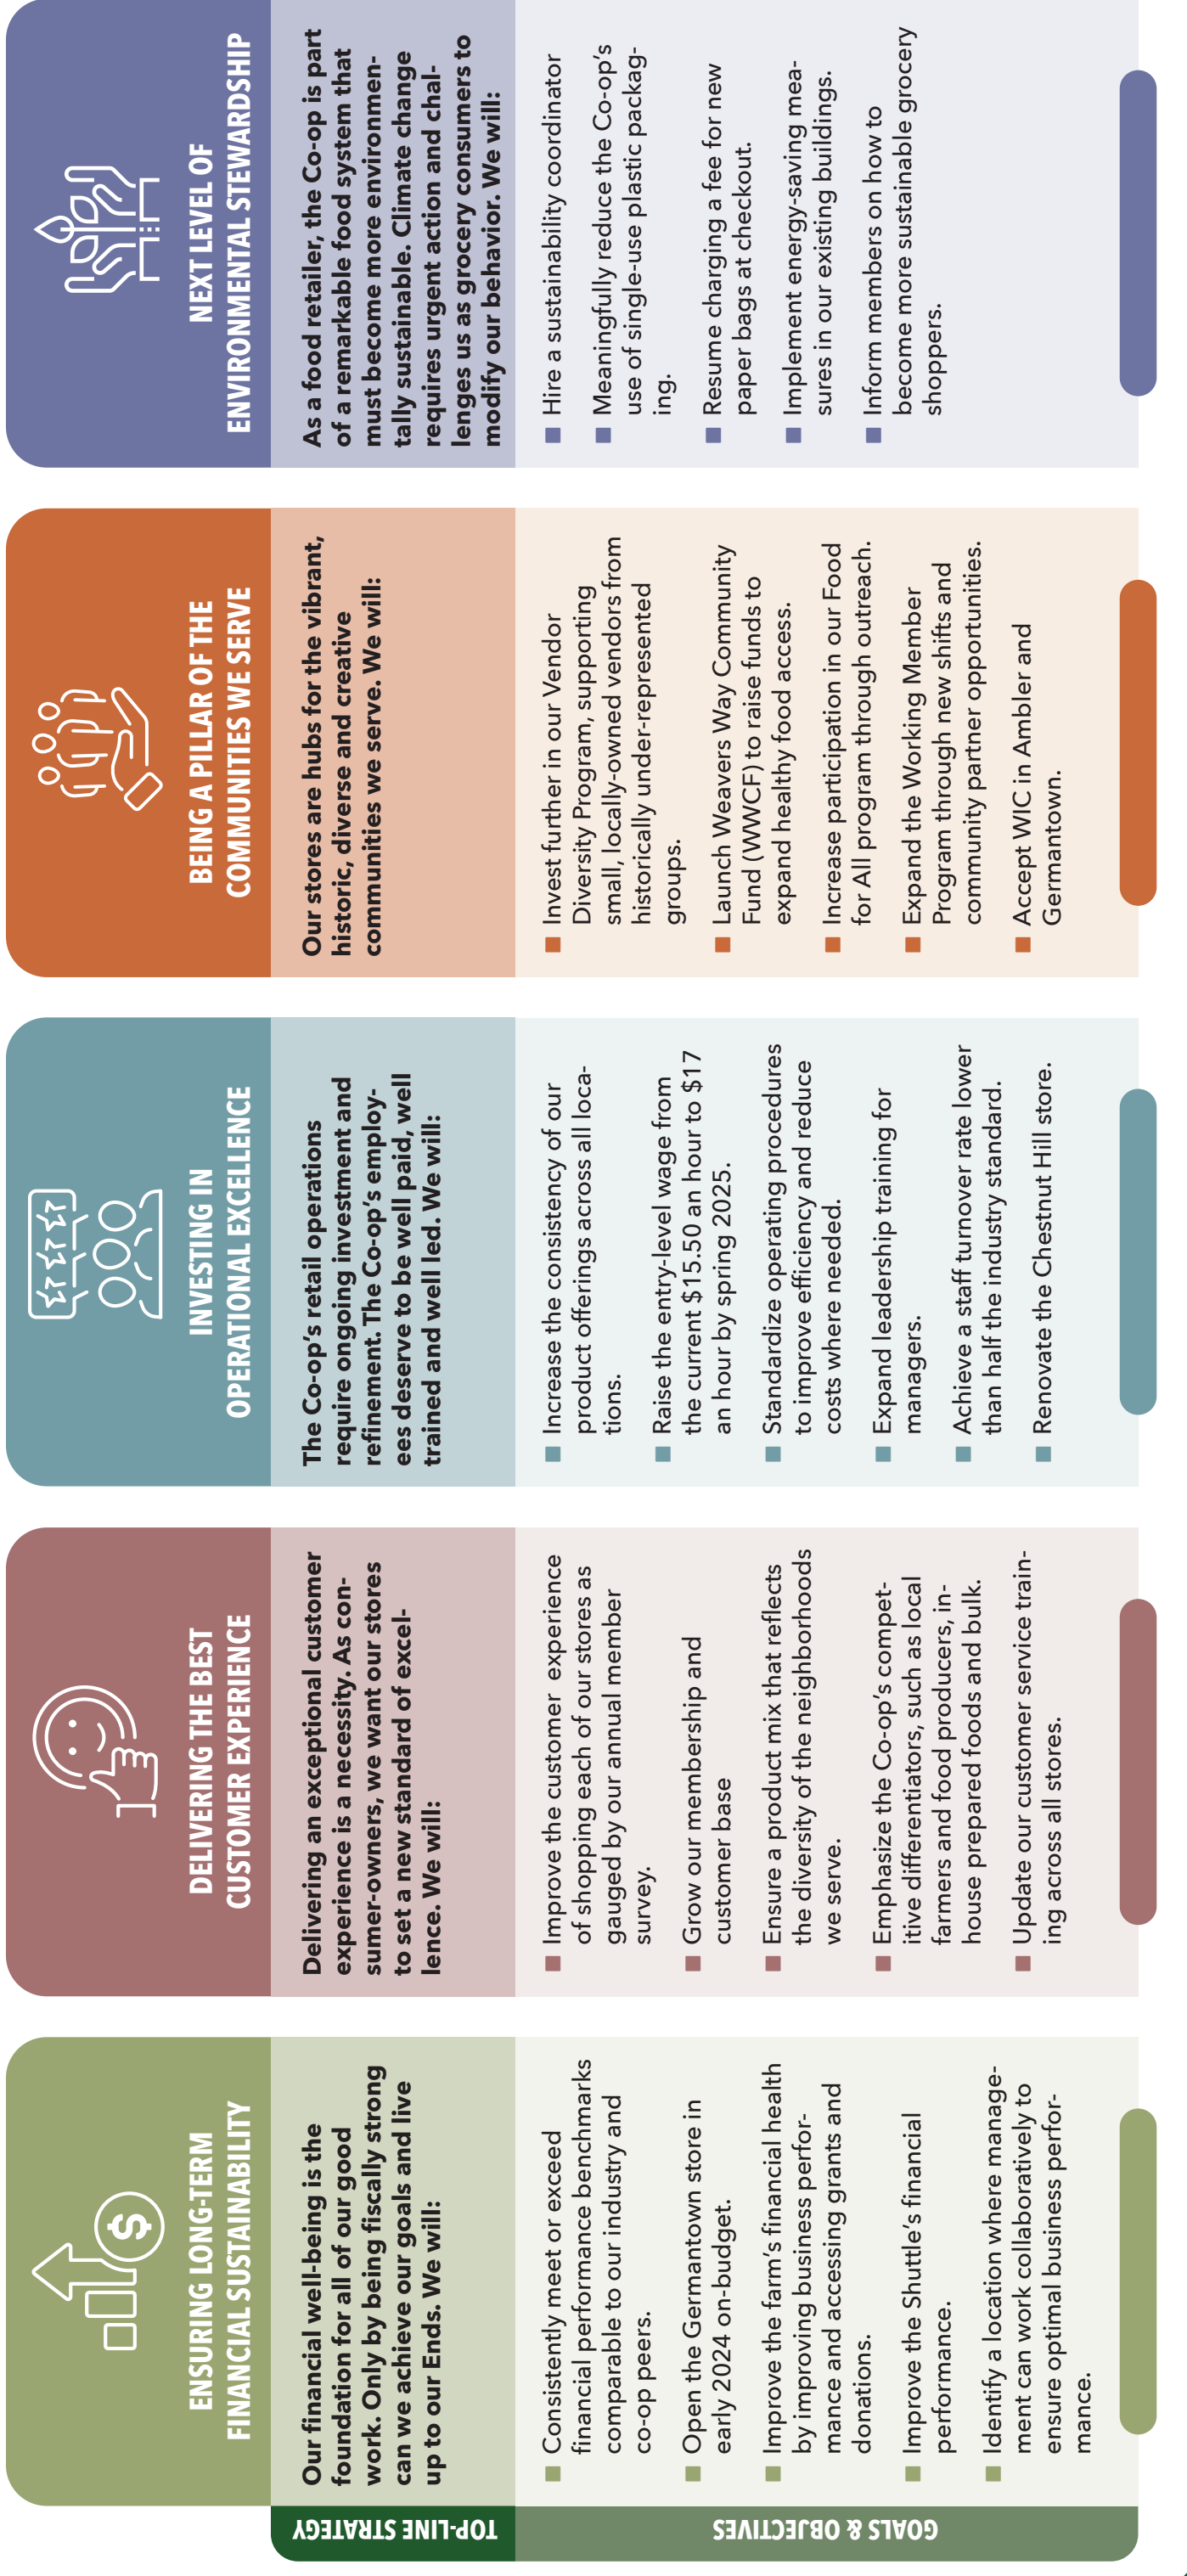 ENSURING LONG-TERM
FINANCIAL SUSTAINABILITY
DELIVERING THE BEST
CUSTOMER EXPERIENCE
INVESTING IN
OPERATIONAL EXCELLENCE
BEING A PILLAR OF THE
COMMUNITIES WE SERVE
NEXT LEVEL OF
ENVIRONMENTAL STEWARDSHIP
TOP-LINE STRATEGY
Our financial well-being is the
foundation for all of our good
work. Only by being fiscally strong
can we achieve our goals and live
up to our Ends. We will:
Delivering an exceptional customer
experience is a necessity. As con-
sumer-owners, we want our stores
to set a new standard of excel-
lence. We will:
The Co-op's retail operations
require ongoing investment and
refinement. The Co-op's employ-
ees deserve to be well paid, well
trained and well led. We will:
Our stores are hubs for the vibrant,
historic, diverse and creative
communities we serve. We will:
As a food retailer, the Co-op is part
of a remarkable food system that
must become more environmen-
tally sustainable. Climate change
requires urgent action and chal-
lenges us as grocery consumers to
modify our behavior. We will:
GOALS & OBJECTIVES
■ Consistently meet or exceed
financial performance benchmarks
comparable to our industry and
co-op peers.
■ Open the Germantown store in
early 2024 on-budget.
■ Improve the farm's financial health
by improving business perfor-
mance and accessing grants and
donations.
■ Improve the Shuttle's financial
performance.
■ Identify a location where manage-
ment can work collaboratively to
ensure optimal business perfor-
mance.
■ Improve the customer experience
of shopping each of our stores as
gauged by our annual member
survey.
■ Grow our membership and
customer base
■ Ensure a product mix that reflects
the diversity of the neighborhoods
we serve.
■ Emphasize the Co-op's compet-
itive differentiators, such as local
farmers and food producers, in-
house prepared foods and bulk.
■ Update our customer service train-
ing across all stores.
■ Increase the consistency of our
product offerings across all loca-
tions.
■ Raise the entry-level wage from
the current $15.50 an hour to $17
an hour by spring 2025.
■ Standardize operating procedures
to improve efficiency and reduce
costs where needed.
■ Expand leadership training for
managers.
■ Achieve a staff turnover rate lower
than half the industry standard.
■ Renovate the Chestnut Hill store.
■ Invest further in our Vendor
Diversity Program, supporting
small, locally-owned vendors from
historically under-represented
groups.
■ Launch Weavers Way Community
Fund (WWCF) to raise funds to
expand healthy food access.
■ Increase participation in our Food
for All program through outreach.
■ Expand the Working Member
Program through new shifts and
community partner opportunities.
■ Accept WIC in Ambler and
Germantown.
■ Hire a sustainability coordinator
■ Meaningfully reduce the Co-op's
use of single-use plastic packag-
ing.
■ Resume charging a fee for new
paper bags at checkout.
■ Implement energy-saving mea-
sures in our existing buildings.
■ Inform members on how to
become more sustainable grocery
shoppers.